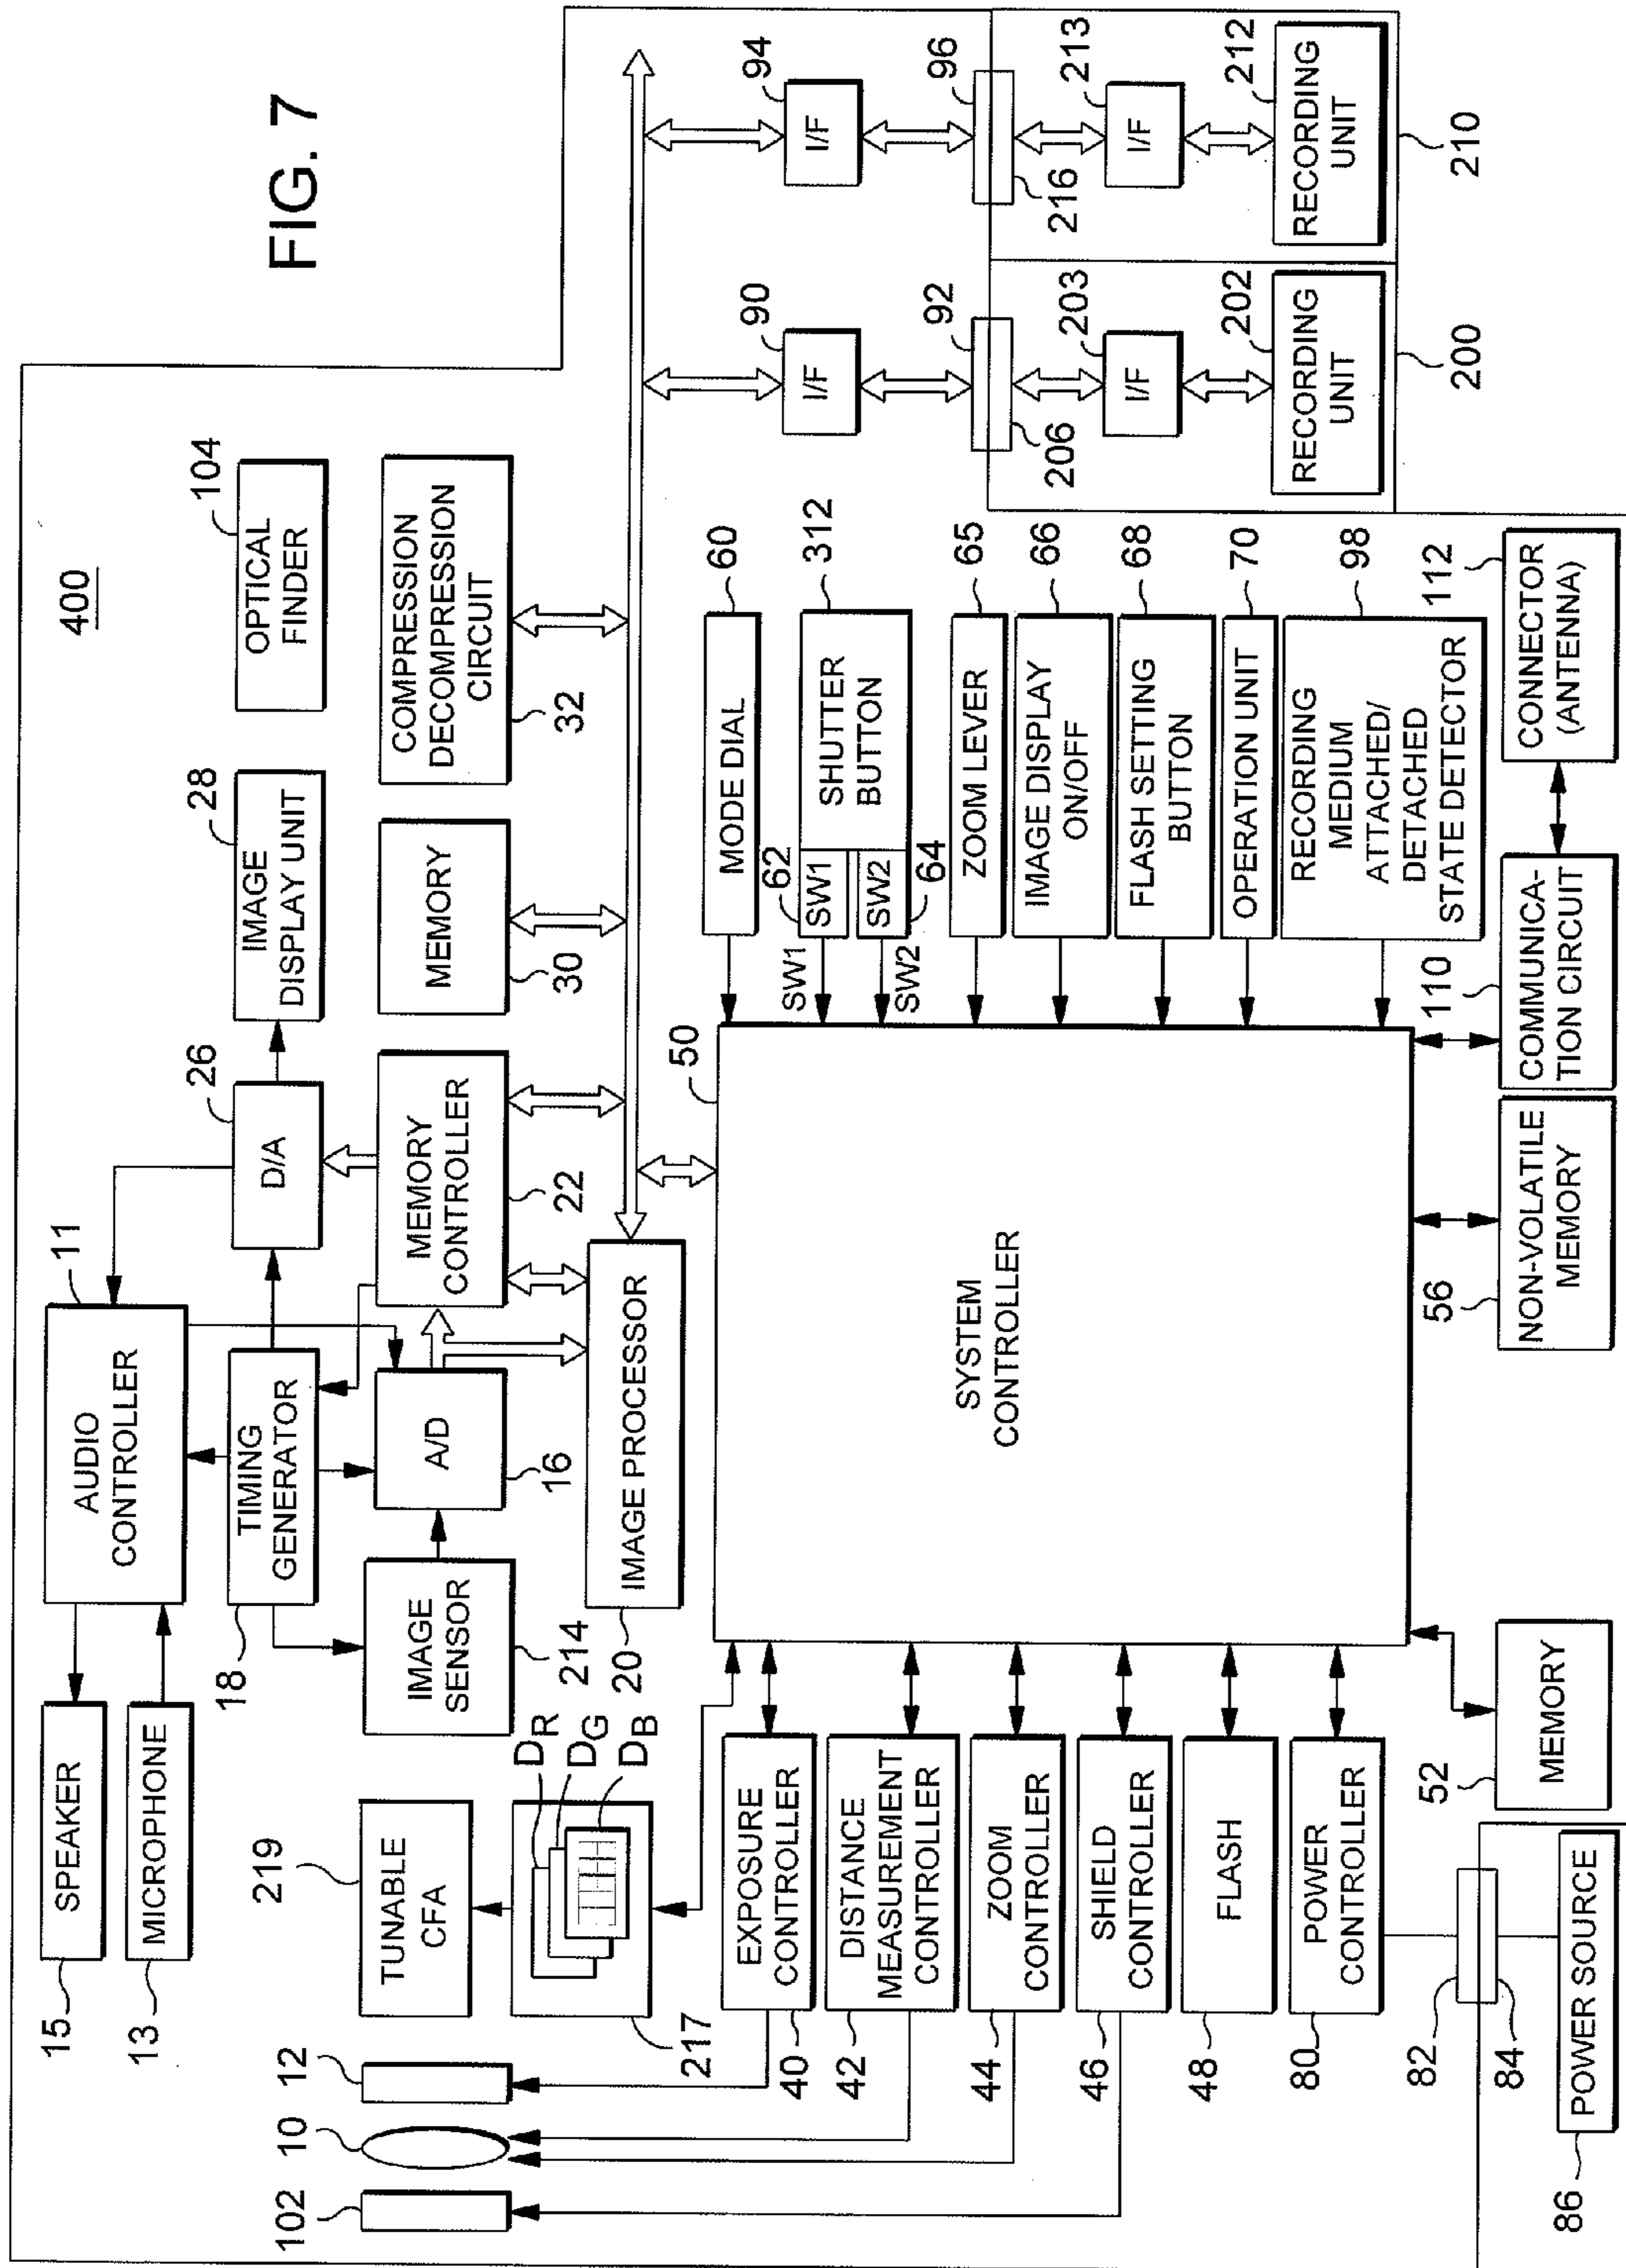 FIG. 7
400
15
SPEAKER
13
MICROPHONE
11
AUDIO
CONTROLLER
18
TIMING
GENERATOR
26
D/A
28
IMAGE
DISPLAY UNIT
104
OPTICAL
FINDER
102
10
12
219
TUNABLE
CFA
217
DR
DG
DB
214
IMAGE
SENSOR
16
A/D
22
MEMORY
CONTROLLER
30
MEMORY
32
COMPRESSION
DECOMPRESSION
CIRCUIT
20
IMAGE PROCESSOR
40
EXPOSURE
CONTROLLER
42
DISTANCE
MEASUREMENT
CONTROLLER
44
ZOOM
CONTROLLER
46
SHIELD
CONTROLLER
48
FLASH
80
POWER
CONTROLLER
82
84
86
POWER SOURCE
50
SYSTEM
CONTROLLER
52
MEMORY
56
NON-VOLATILE
MEMORY
110
COMMUNICA-
TION CIRCUIT
112
CONNECTOR
(ANTENNA)
60
MODE DIAL
312
SHUTTER
BUTTON
62
SW1
SW1
64
SW2
SW2
65
ZOOM LEVER
66
IMAGE DISPLAY
ON/OFF
68
FLASH SETTING
BUTTON
70
OPERATION UNIT
98
RECORDING
MEDIUM
ATTACHED/
DETACHED
STATE DETECTOR
90
I/F
92
206
203
I/F
202
RECORDING
UNIT
200
94
I/F
96
216
213
I/F
212
RECORDING
UNIT
210